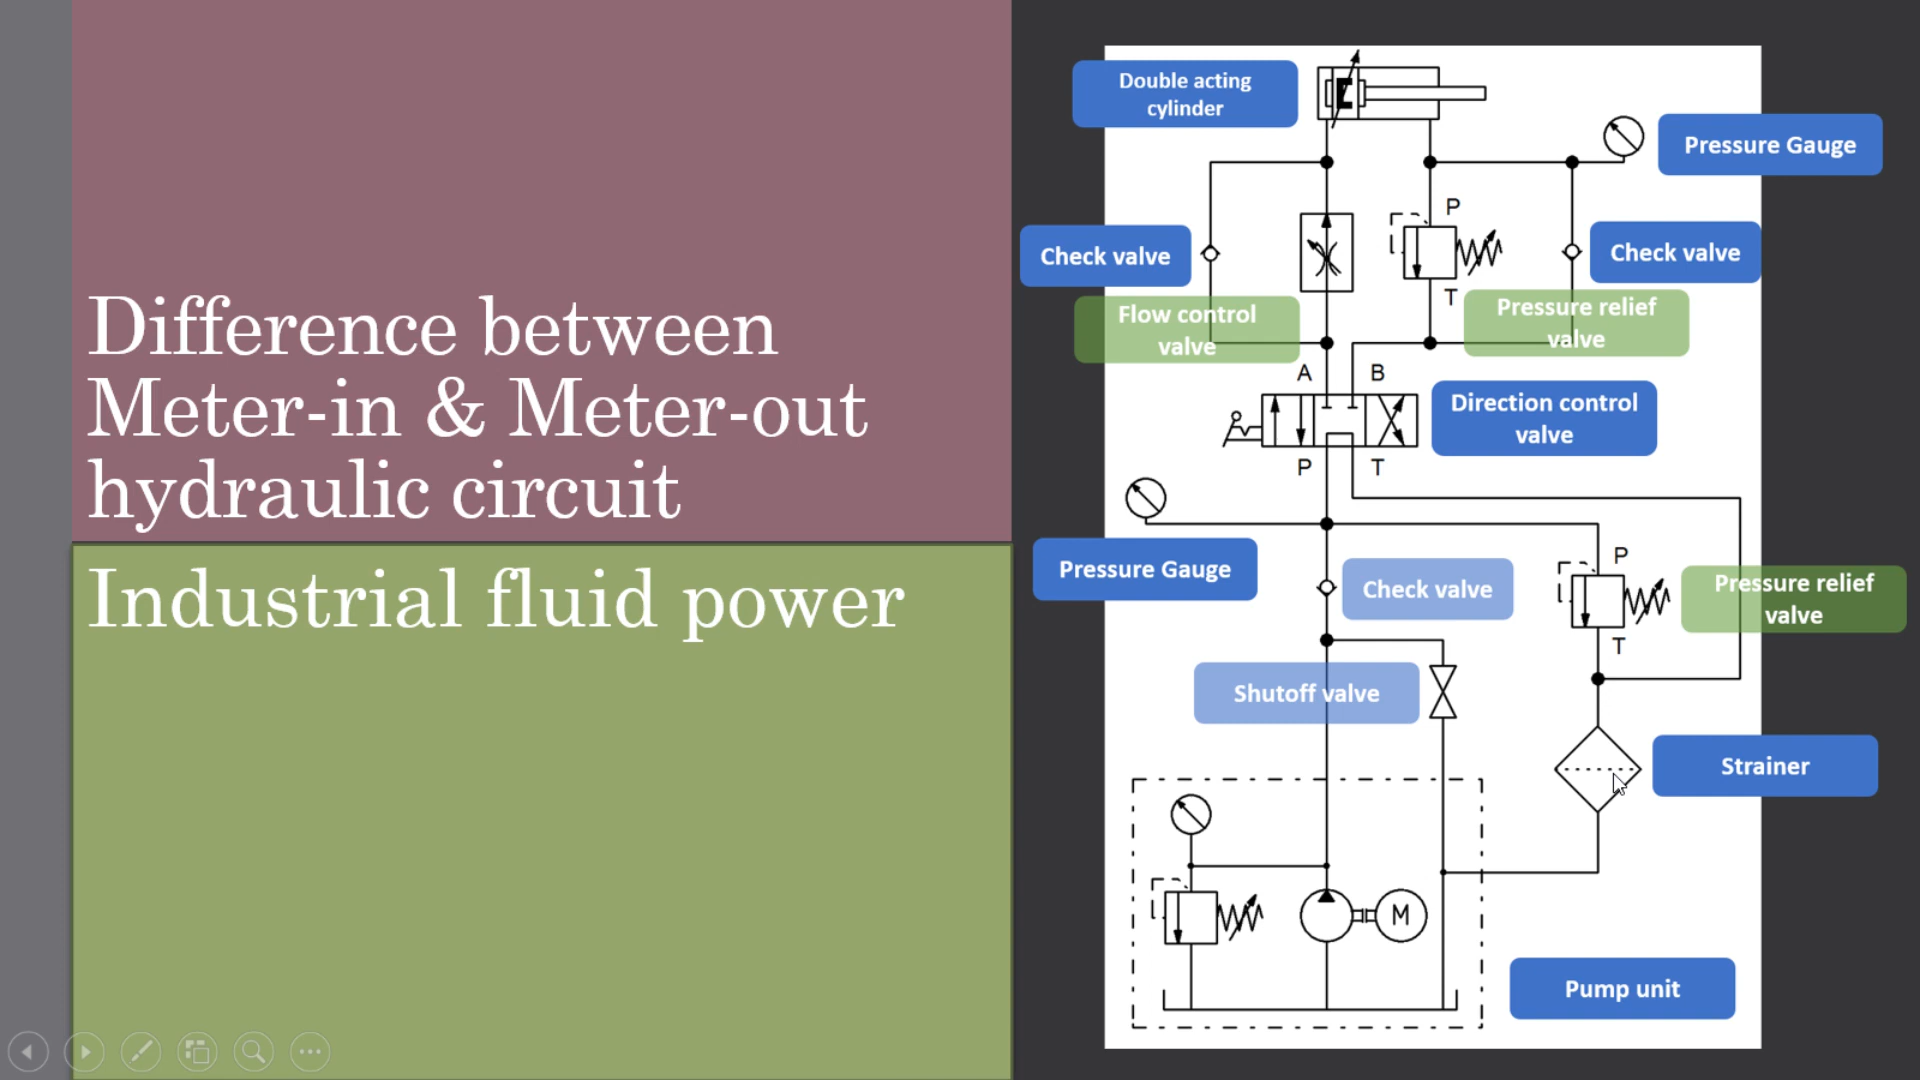 Difference between
Meter-in & Meter-out
hydraulic circuit
Industrial fluid power
Double acting
cylinder
Pressure Gauge
Check valve
P
Check valve
T
Flow control
valve
Pressure relief
valve
A
B
Direction control
valve
P
T
Pressure Gauge
Check valve
P
Pressure relief
valve
T
Shutoff valve
Strainer
M
Pump unit